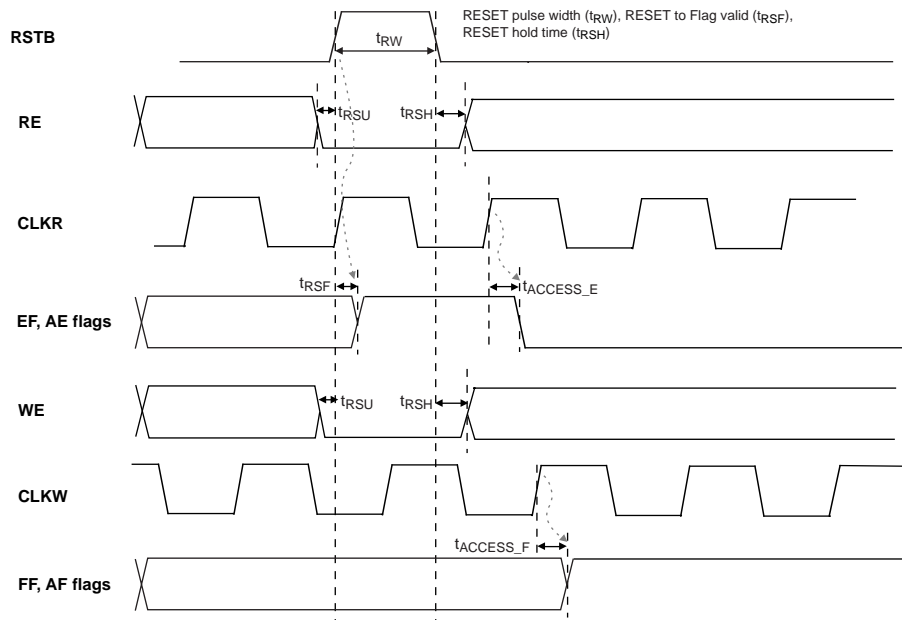 RESET pulse width (tRW), RESET to Flag valid (tRSF),
RESET hold time (tRSH)
RSTB
tRW
RE
tRSU
tRSH
CLKR
tRSF
tACCESS_E
EF, AE flags
WE
tRSU
tRSH
CLKW
tACCESS_F
FF, AF flags